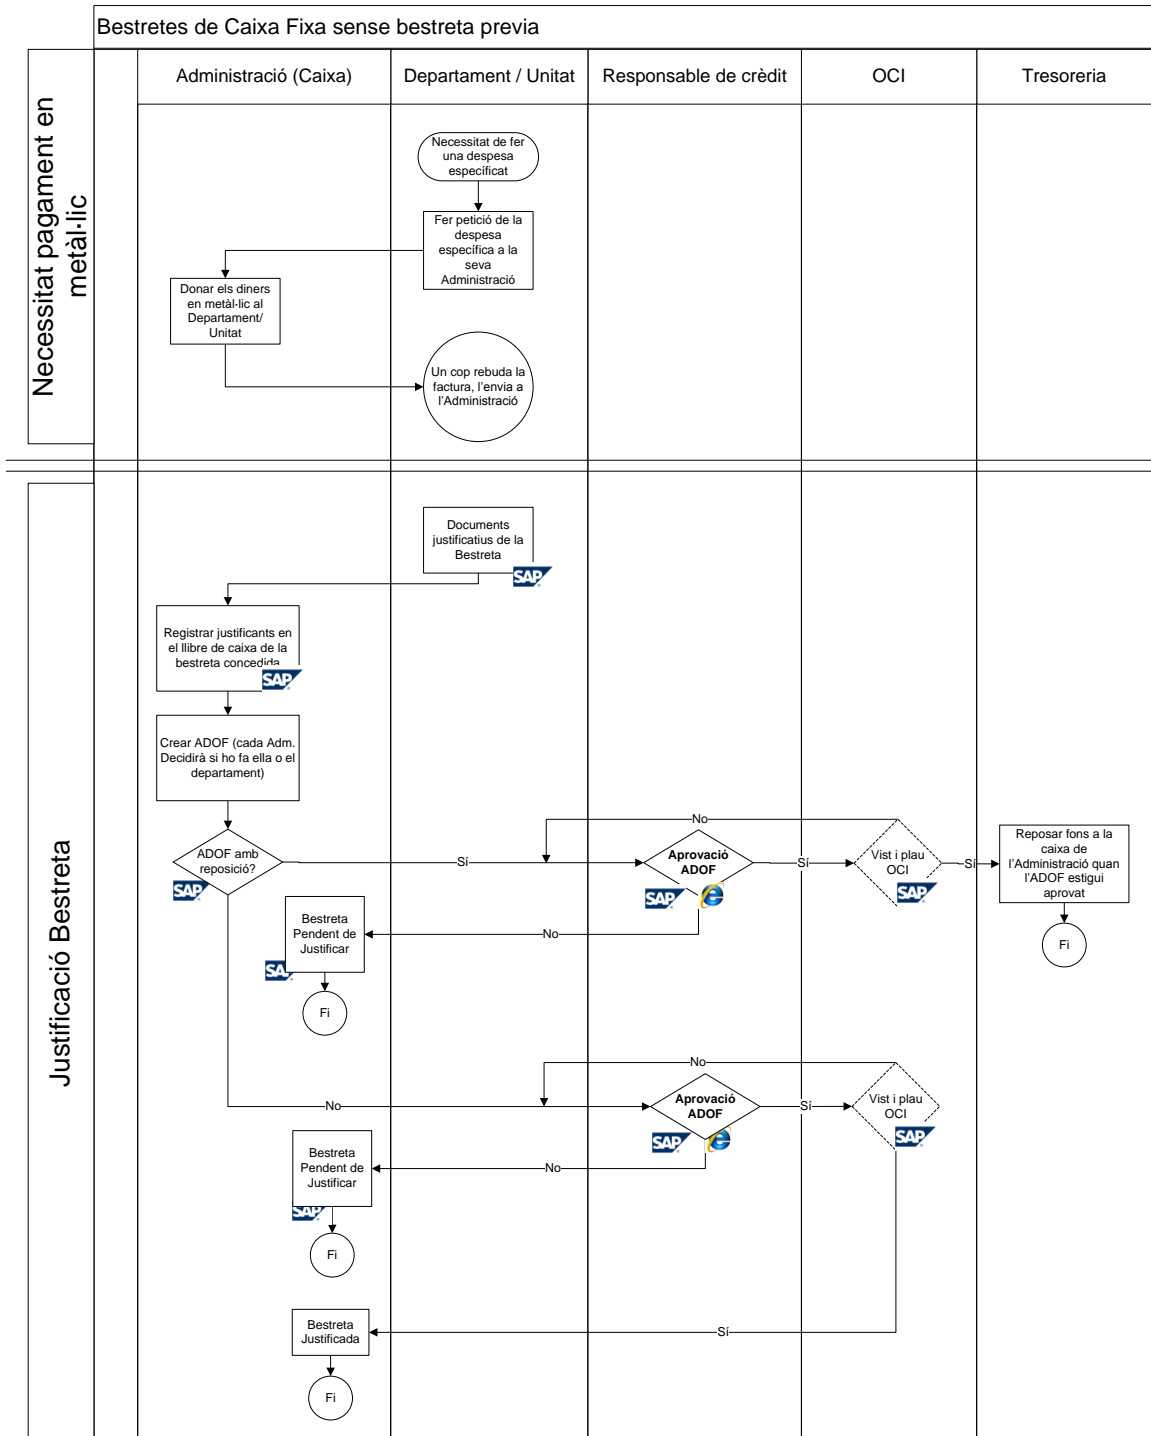 Bestretes de Caixa Fixa sense bestreta previa
Administració (Caixa)
Departament / Unitat
Responsable de crèdit
OCI
Tresoreria
Necessitat pagament en
metàl·lic
Necessitat de fer
una despesa
específicat
Fer petició de la
despesa
específica a la
seva
Administració
Donar els diners
en metàl·lic al
Departament/
Unitat
Un cop rebuda la
factura, l'envia a
l'Administració
Justificació Bestreta
Documents
justificatius de la
Bestreta
SAP
Registrar justificants en
el llibre de caixa de la
bestreta concedida
SAP
Crear ADOF (cada Adm.
Decidirà si ho fa ella o el
departament)
ADOF amb
reposició?
SAP
Sí
No
Aprovació
ADOF
SAP
Sí
Vist i plau
OCI
SAP
Sí
Reposar fons a la
caixa de
l'Administració quan
l'ADOF estigui
aprovat
Fi
No
Bestreta
Pendent de
Justificar
SAP
Fi
No
No
Aprovació
ADOF
SAP
Sí
Vist i plau
OCI
SAP
No
Bestreta
Pendent de
Justificar
SAP
Fi
Sí
Bestreta
Justificada
Fi